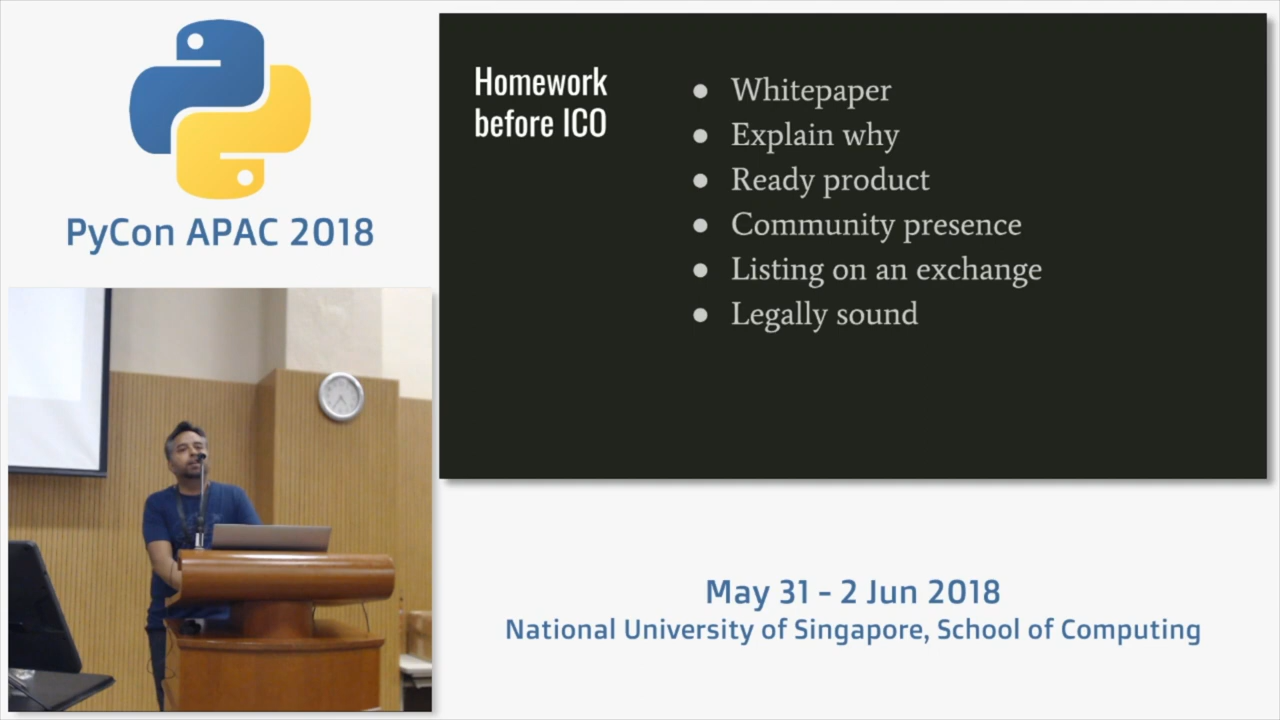 PyCon APAC 2018
Homework
before ICO
● Whitepaper
● Explain why
● Ready product
● Community presence
● Listing on an exchange
● Legally sound
May 31 - 2 Jun 2018
National University of Singapore, School of Computing